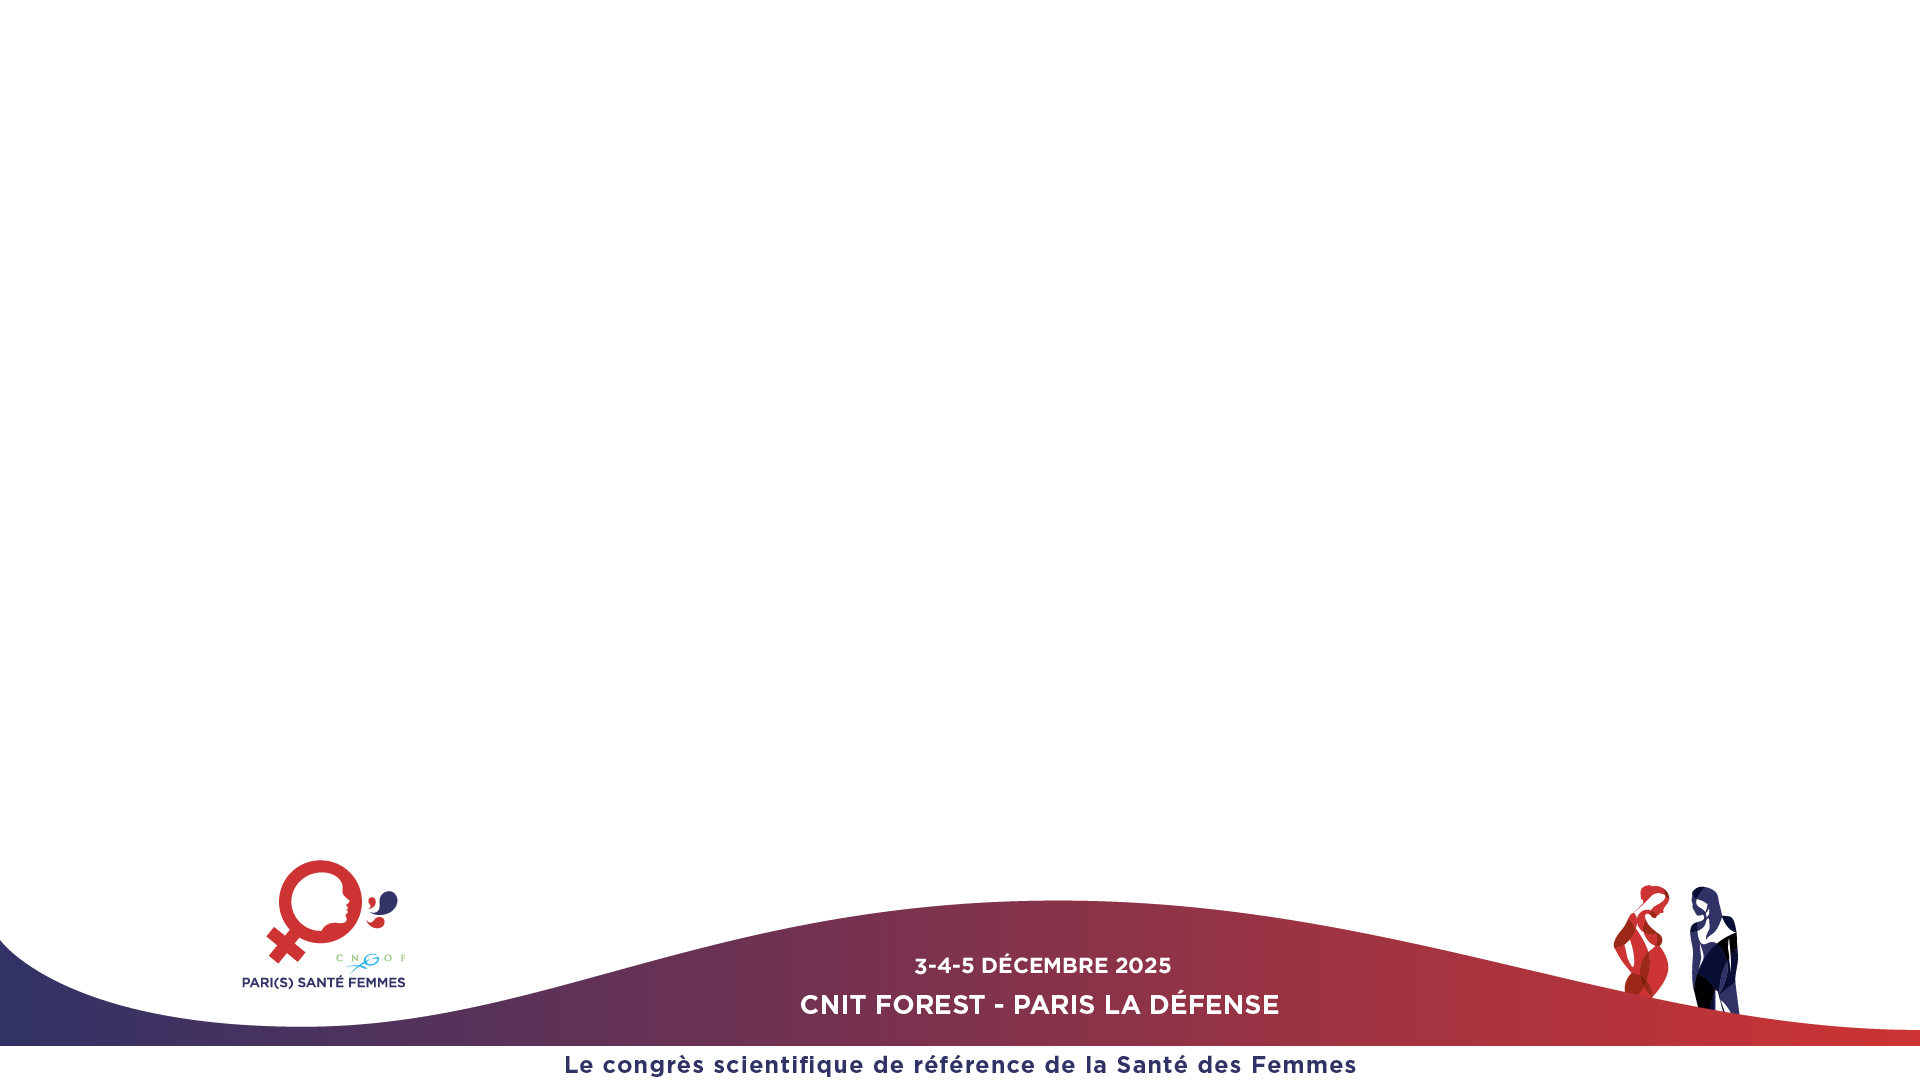 CNGOF
PARI(S) SANTÉ FEMMES
3-4-5 DÉCEMBRE 2025
CNIT FOREST - PARIS LA DÉFENSE
Le congrès scientifique de référence de la Santé des Femmes